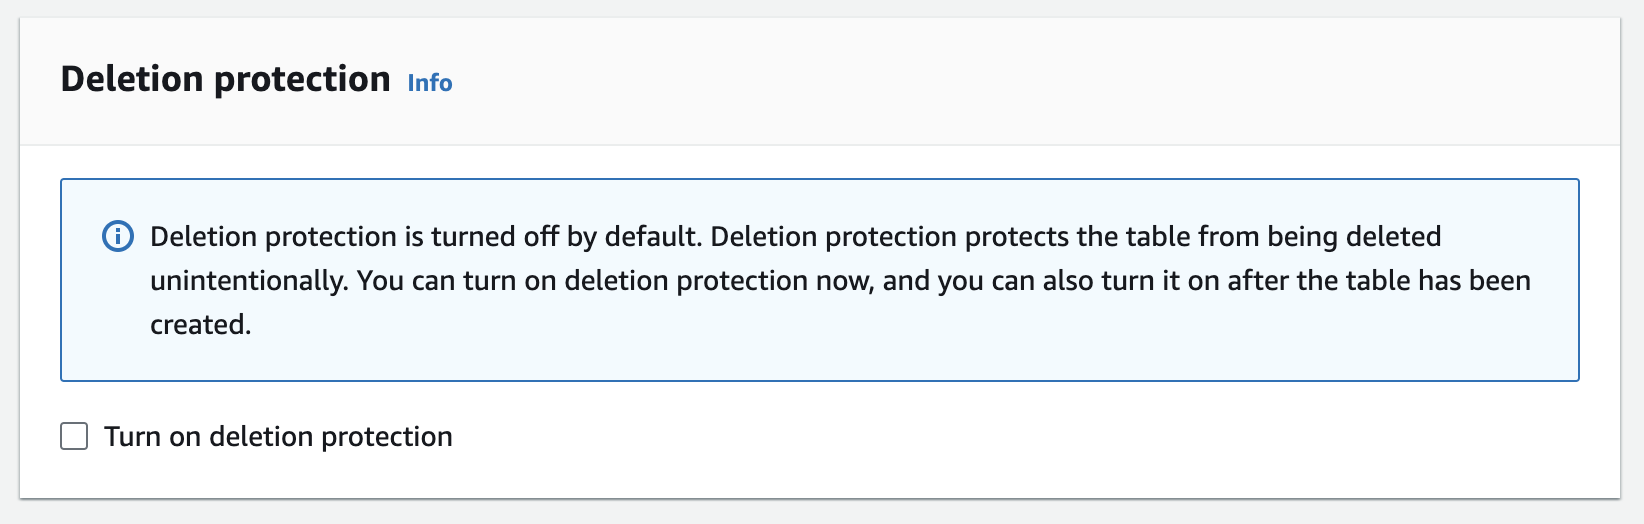 Deletion protection Info
Deletion protection is turned off by default. Deletion protection protects the table from being deleted
unintentionally. You can turn on deletion protection now, and you can also turn it on after the table has been
created.
Turn on deletion protection